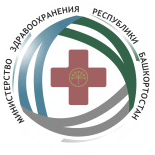 МИНИСТЕРСТВО ЗДРАВООХРАНЕНИЯ РЕСПУБЛИКИ БАШКОРТОСТАН